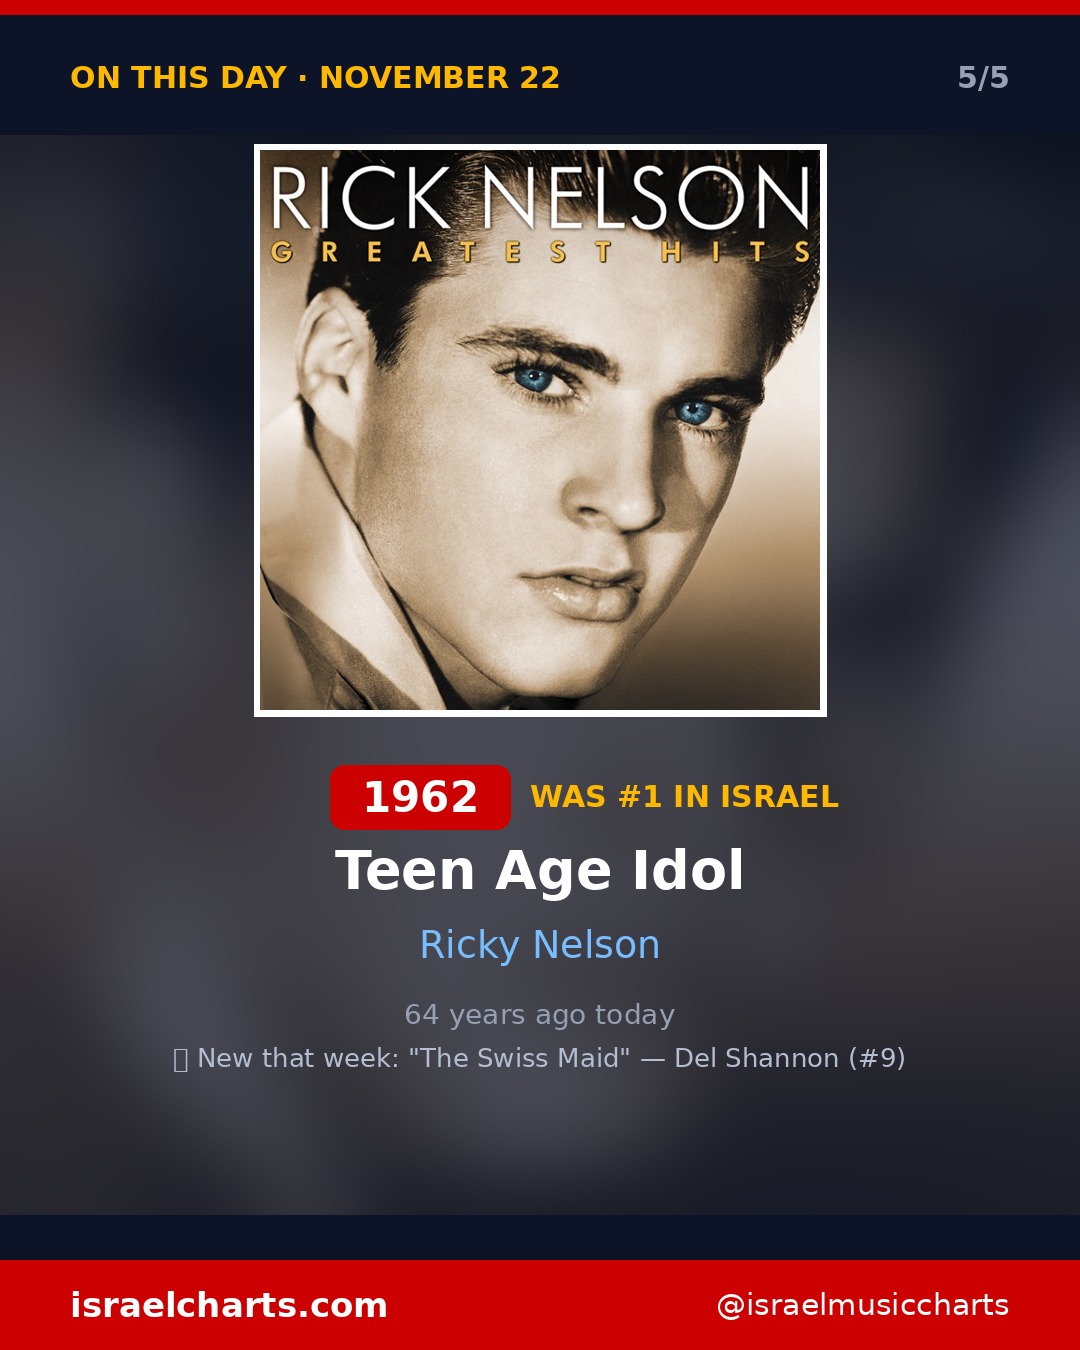 ON THIS DAY · NOVEMBER 22
5/5
RICK NELSON
GREATEST HITS
1962 WAS #1 IN ISRAEL
Teen Age Idol
Ricky Nelson
64 years ago today
New that week: "The Swiss Maid" — Del Shannon (#9)
israelcharts.com
@israelmusiccharts